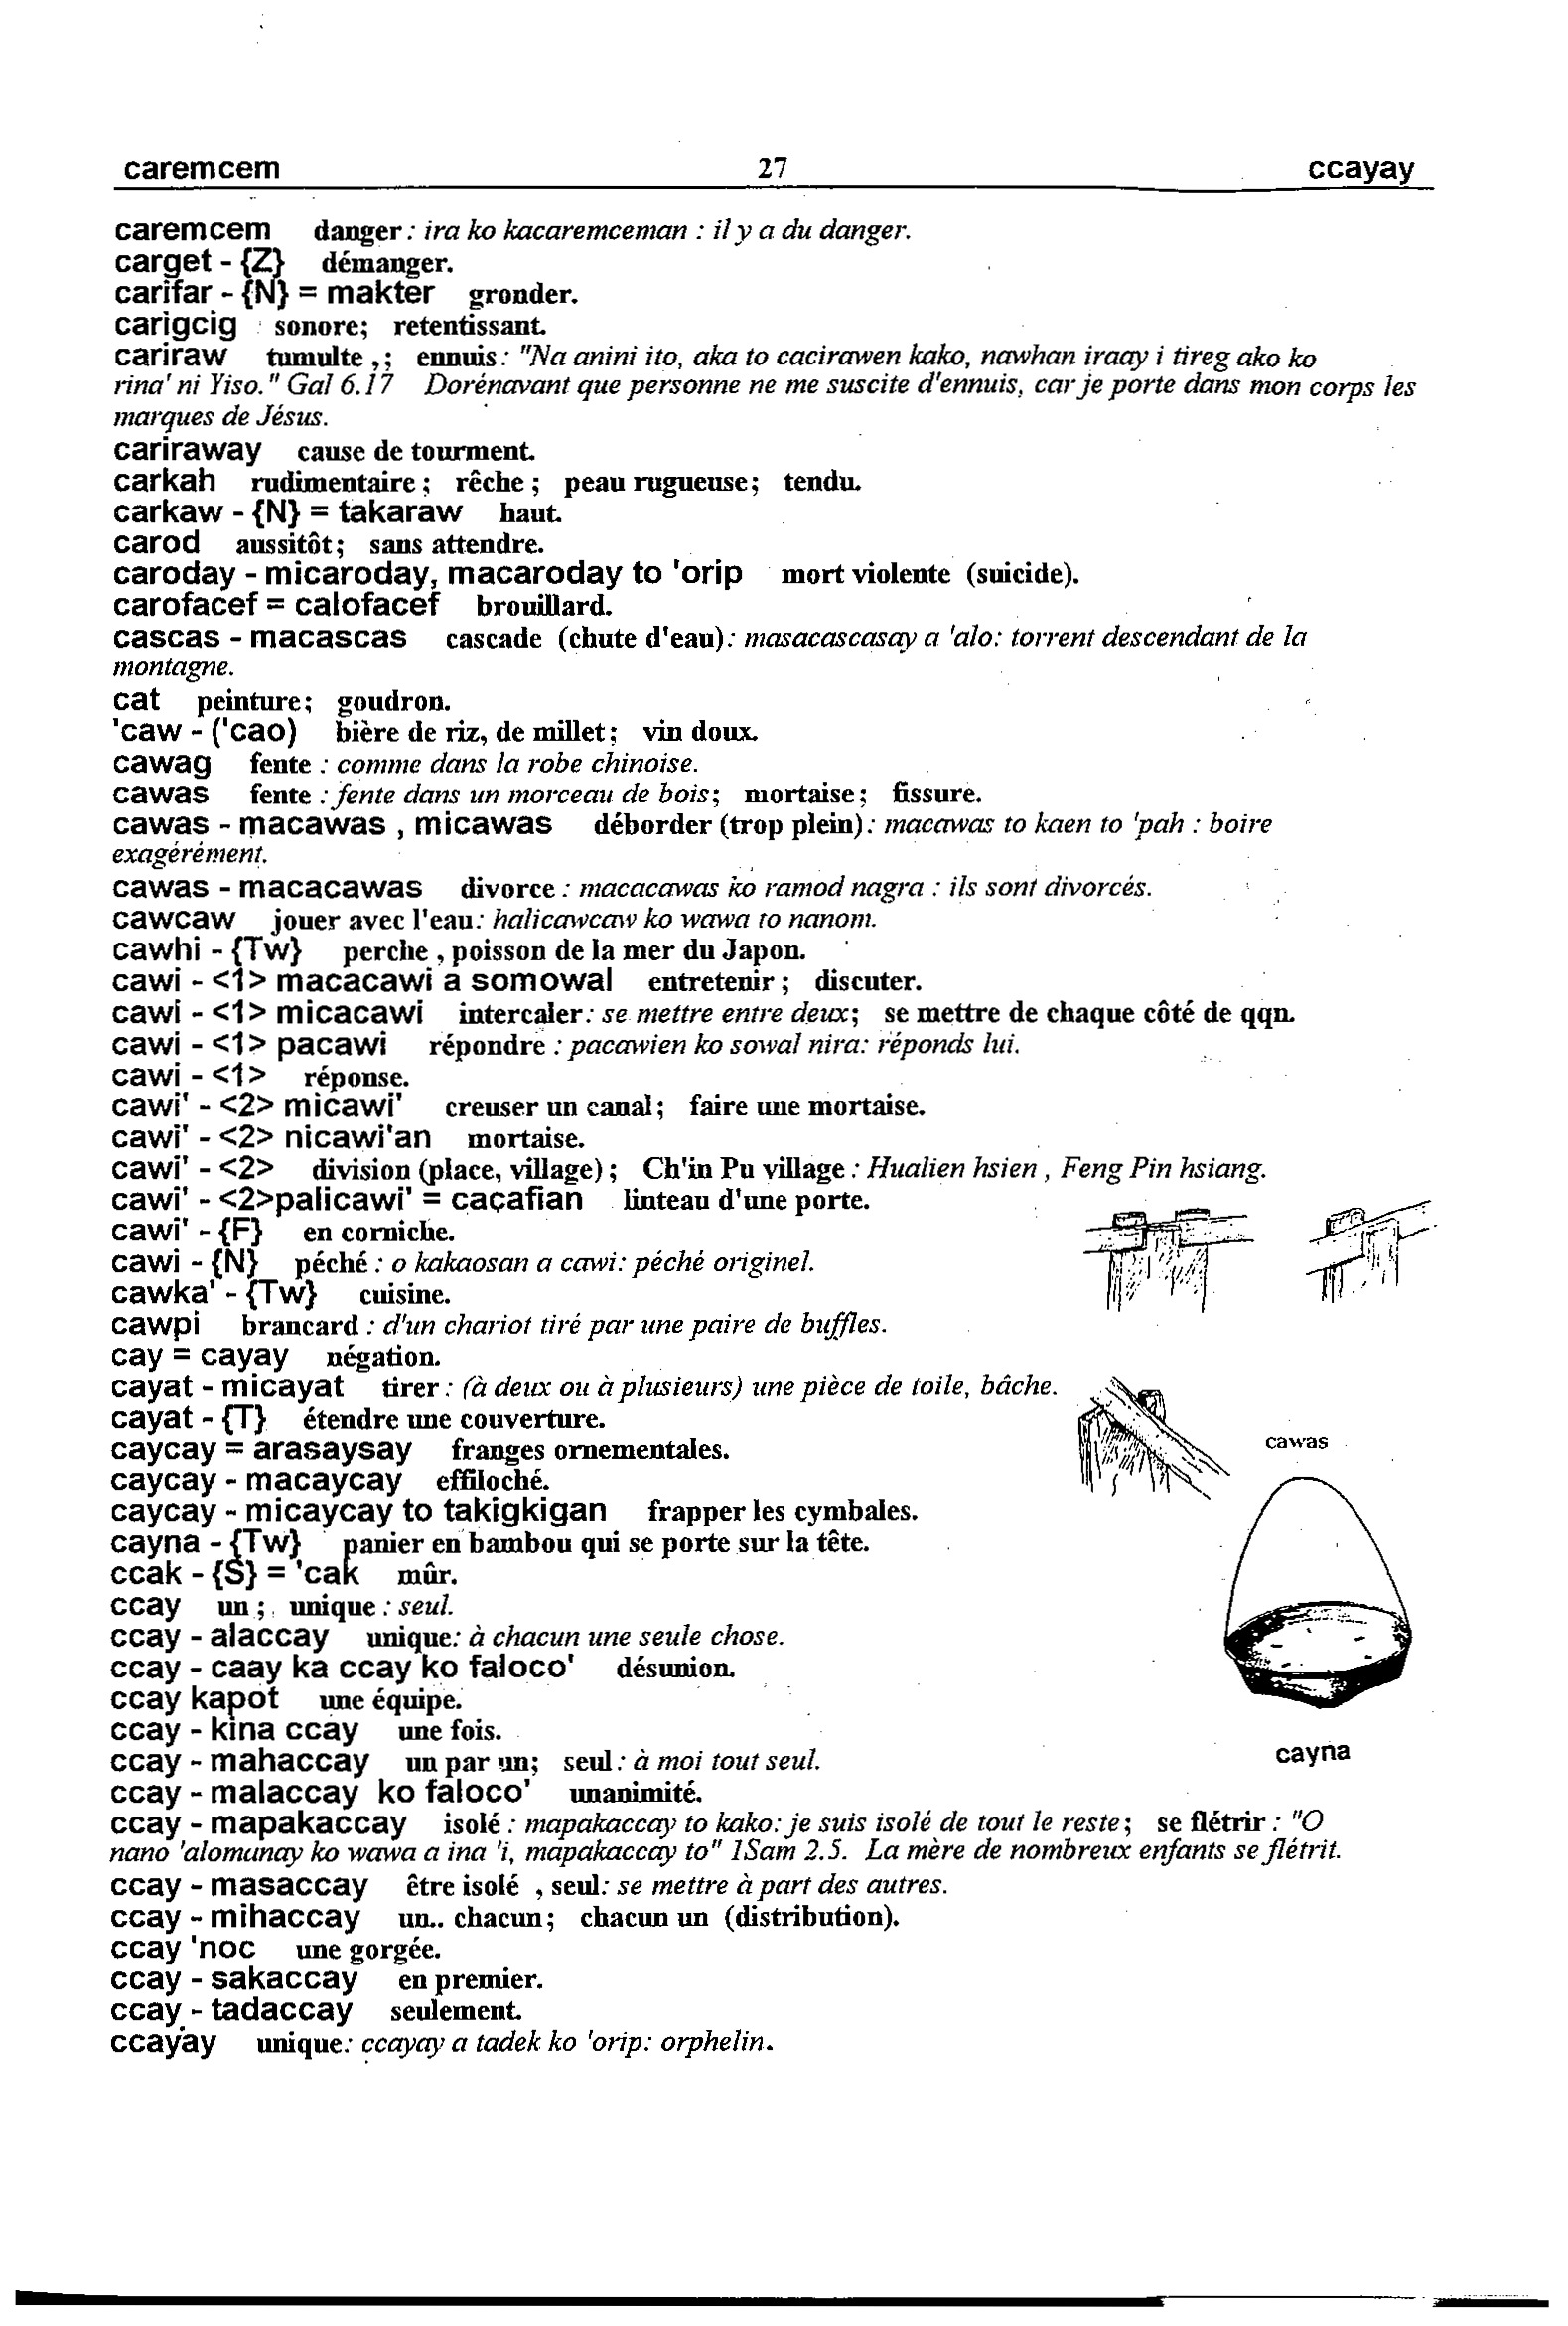 caremcem 27 ccayay
caremcem danger : ira ko kacaremceman : il y a du danger.
carget - {Z} démanger.
carifar - {N} = makter gronder.
carigcig sonore; retentissant.
cariraw tumulte ,; ennuis : "Na anini ito, aka to cacirawen kako, nawhan iraay i tireg ako ko
rina' ni Yiso." Gal 6.17 Dorénavant que personne ne me suscite d'ennuis, car je porte dans mon corps les
marques de Jésus.
cariraway cause de tourment.
carkah rudimentaire ; rêche ; peau rugueuse; tendu.
carkaw - {N} = takaraw haut.
carod aussitôt; sans attendre.
caroday - micaroday, macaroday to 'orip mort violente (suicide).
carofacef = calofacef brouillard.
cascas - macascas cascade (chute d'eau) : masacascasay a 'alo: torrent descendant de la
montagne.
cat peinture; goudron.
'caw - ('cao) bière de riz, de millet; vin doux.
cawag fente : comme dans la robe chinoise.
cawas fente : fente dans un morceau de bois; mortaise; fissure.
cawas - macawas , micawas déborder (trop plein) : macawas to kaen to 'pah : boire
exagérément.
cawas - macacawas divorce : macacawas ko ramod nagra : ils sont divorcés.
cawcaw jouer avec l'eau: halicawcaw ko wawa to nanom.
cawhi - {Tw} perche , poisson de la mer du Japon.
cawi - <1> macacawi a somowal entretenir ; discuter.
cawi - <1> micacawi intercaler: se mettre entre deux; se mettre de chaque côté de qqn.
cawi - <1> pacawi répondre : pacawien ko sowal nira: réponds lui.
cawi - <1> réponse.
cawi' - <2> micawi' creuser un canal; faire une mortaise.
cawi' - <2> nicawi'an mortaise.
cawi' - <2> division (place, village) ; Ch'in Pu village : Hualien hsien , Feng Pin hsiang.
cawi' - <2>palicawi' = caçafian linteau d'une porte.
cawi' - {F} en corniche.
cawi - {N} péché : o kakaosan a cawi: péché originel.
cawka' - {Tw} cuisine.
cawpi brancard : d'un chariot tiré par une paire de buffles.
cay = cayay négation.
cayat - micayat tirer : (à deux ou à plusieurs) une pièce de toile, bâche.
cayat - {T} étendre une couverture.
caycay = arasaysay franges ornementales.
cawas
caycay - macaycay effiloché.
caycay - micaycay to takigkigan frapper les cymbales.
cayna - {Tw} panier en bambou qui se porte sur la tête.
ccak - {S} = 'cak mûr.
ccay un ; unique : seul.
ccay - alaccay unique: à chacun une seule chose.
ccay - caay ka ccay ko faloco' désunion.
ccay kapot une équipe.
ccay - kina ccay une fois.
cayna
ccay - mahaccay un par un; seul : à moi tout seul.
ccay - malaccay ko faloco' unanimité.
ccay - mapakaccay isolé : mapakaccay to kako: je suis isolé de tout le reste; se flétrir : "O
nano 'alomanay ko wawa a ina 'i, mapakaccay to" 1Sam 2.5. La mère de nombreux enfants se flétrit.
ccay - masaccay être isolé , seul: se mettre à part des autres.
ccay - mihaccay un.. chacun; chacun un (distribution).
ccay 'noc une gorgée.
ccay - sakaccay en premier.
ccay - tadaccay seulement.
ccayay unique: ccayay a tadek ko 'orip: orphelin.